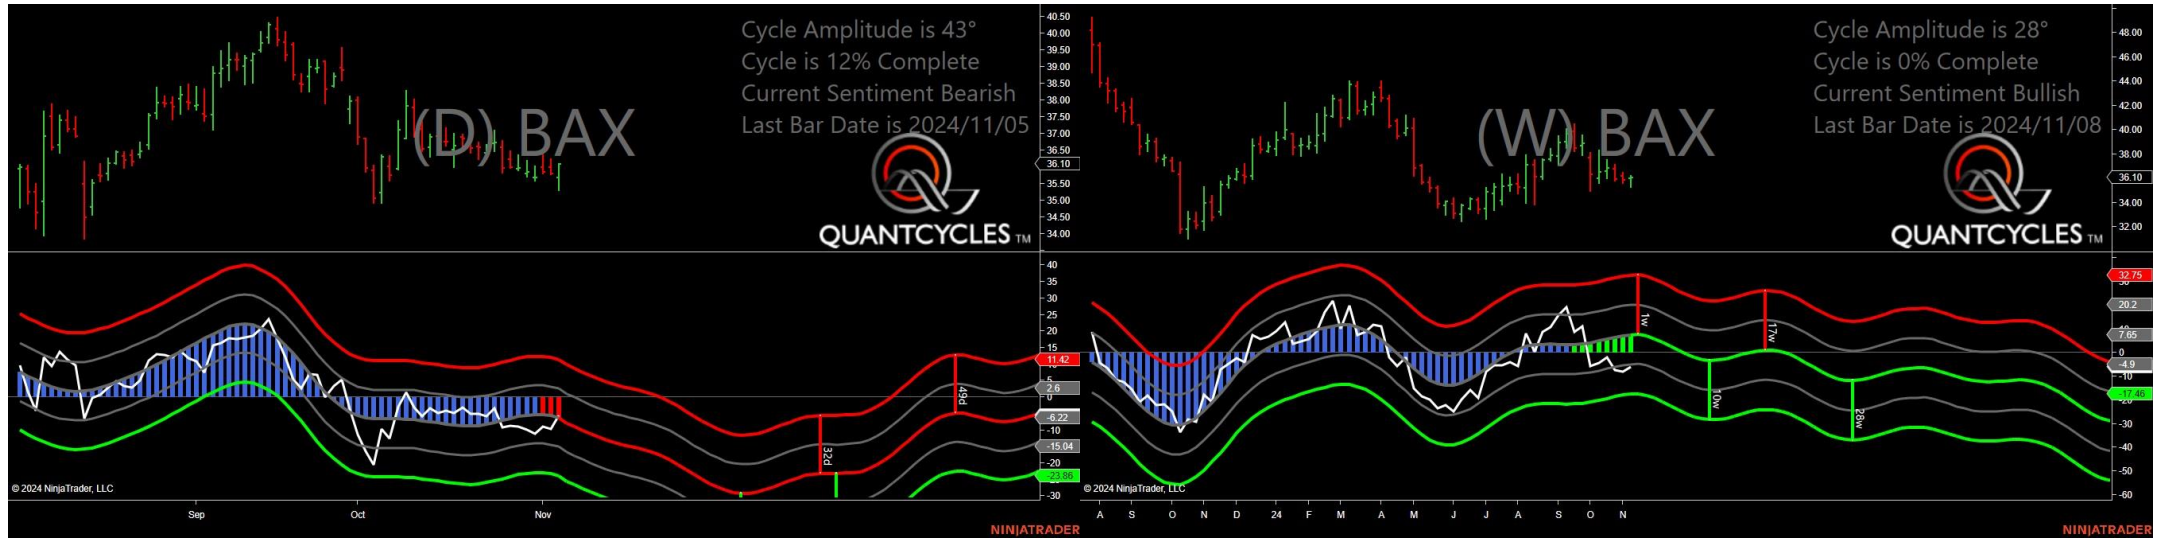 Cycle Amplitude is 43°
Cycle is 12% Complete
Current Sentiment Bearish
Last Bar Date is 2024/11/05
(D) BAX
QUANTCYCLES TM
40.50
40.00
39.50
39.00
38.50
38.00
37.50
37.00
36.50
36.10
35.50
35.00
34.50
34.00
40
35
30
25
20
15
11.42
5
2.6
0
-6.22
-10
-15.04
-20
-23.86
-30
49d
32d
© 2024 NinjaTrader, LLC
Sep
Oct
Nov
NINJATRADER
Cycle Amplitude is 28°
Cycle is 0% Complete
Current Sentiment Bullish
Last Bar Date is 2024/11/08
(W) BAX
QUANTCYCLES TM
48.00
46.00
44.00
42.00
40.00
38.00
36.10
34.00
32.00
32.75
20.2
7.65
0
-4.9
-10
-17.46
-30
-40
-50
-60
1w
17w
10w
28w
© 2024 NinjaTrader, LLC
A S O N D 24 F M A M J J A S O N
NINJATRADER